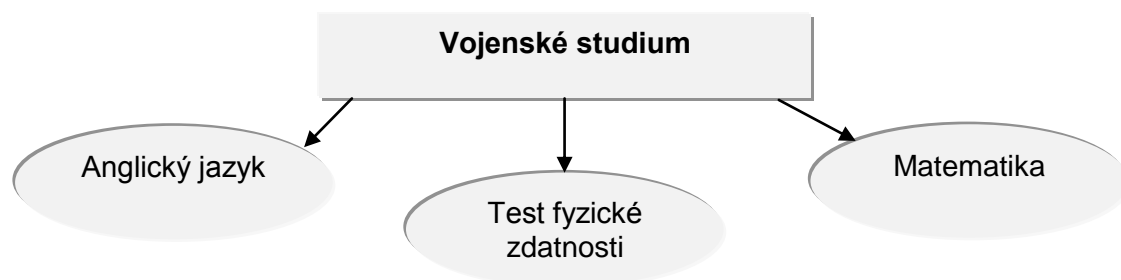 Vojenské studium
Anglický jazyk
Matematika
Test fyzické
zdatnosti